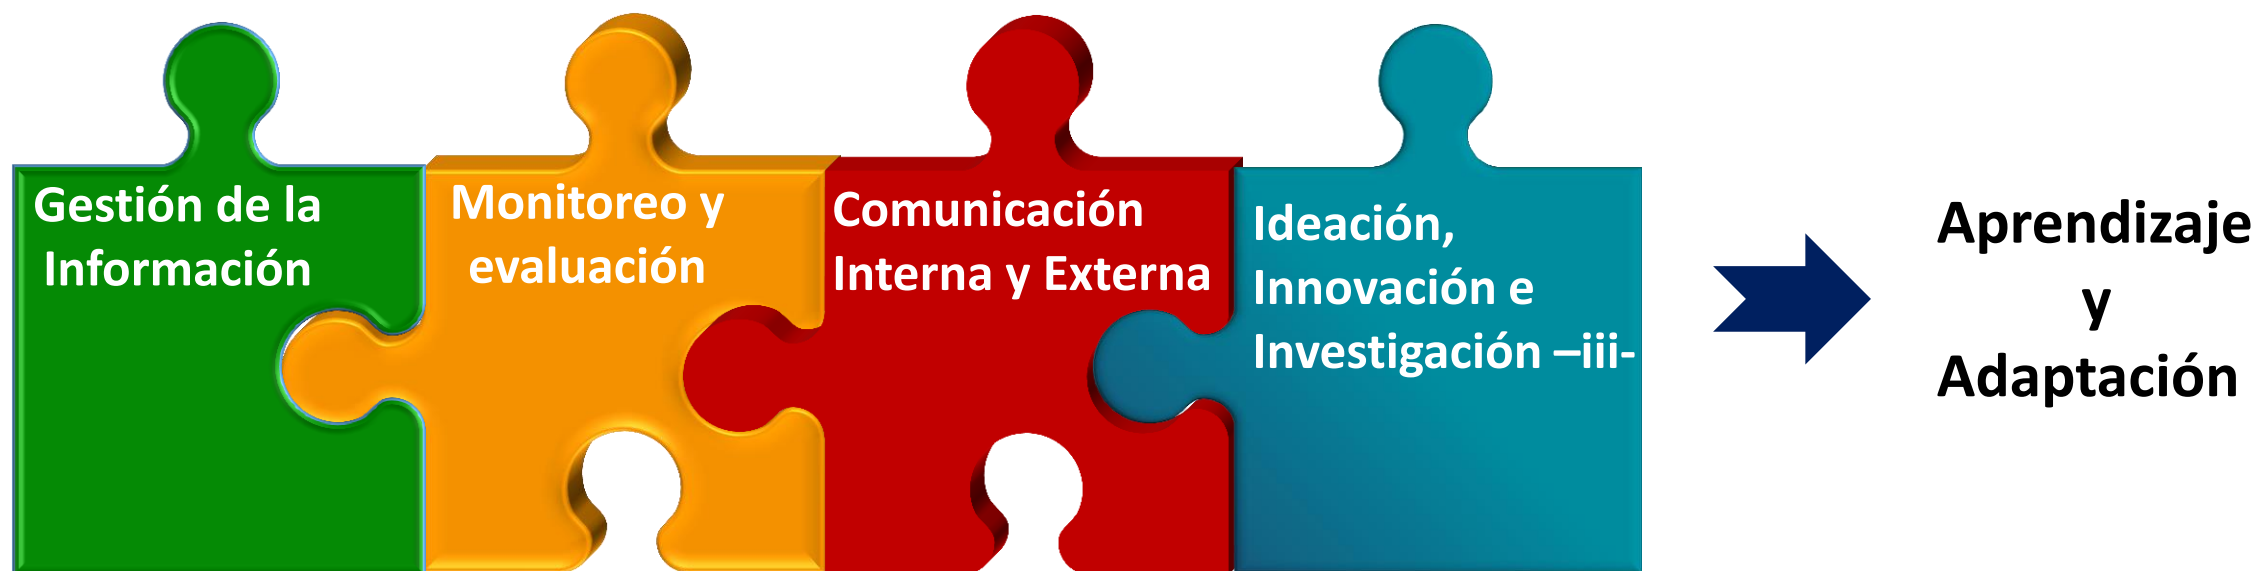 Gestión de la
Información
Monitoreo y
evaluación
Comunicación
Interna y Externa
Ideación,
Innovación e
Investigación –iii-
Aprendizaje
y
Adaptación